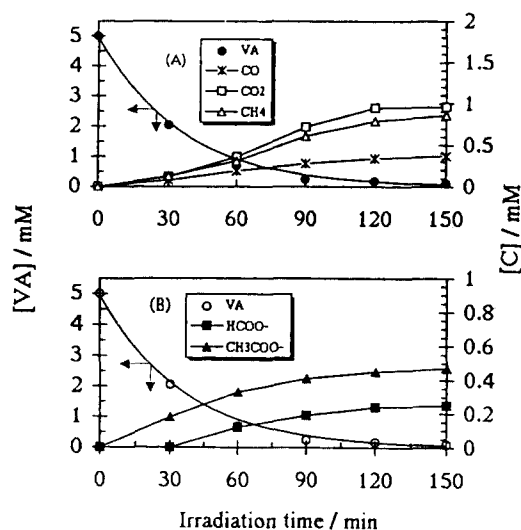 (A)
VA
CO
CO2
CH4
5
4
3
2
1
0
2
1.5
1
0.5
0
0 30 60 90 120 150
[VA] / mM
[C] / mM
(B)
VA
HCOO-
CH3COO-
5
4
3
2
1
0
1
0.8
0.6
0.4
0.2
0
0 30 60 90 120 150
Irradiation time / min